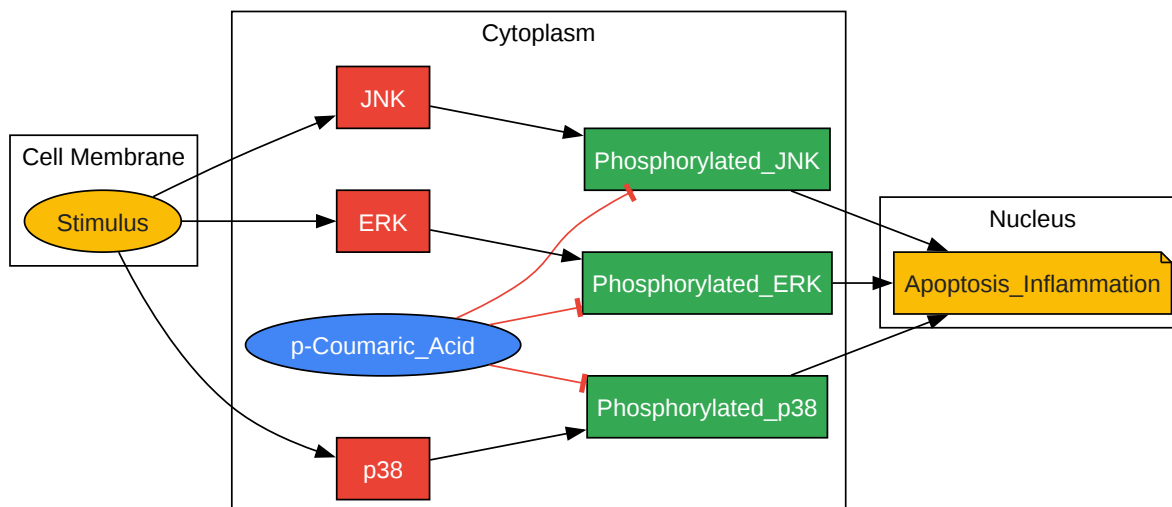 Cytoplasm
JNK
Cell Membrane
Phosphorylated_JNK
Stimulus
ERK
Nucleus
Phosphorylated_ERK
Apoptosis_Inflammation
p-Coumaric_Acid
Phosphorylated_p38
p38